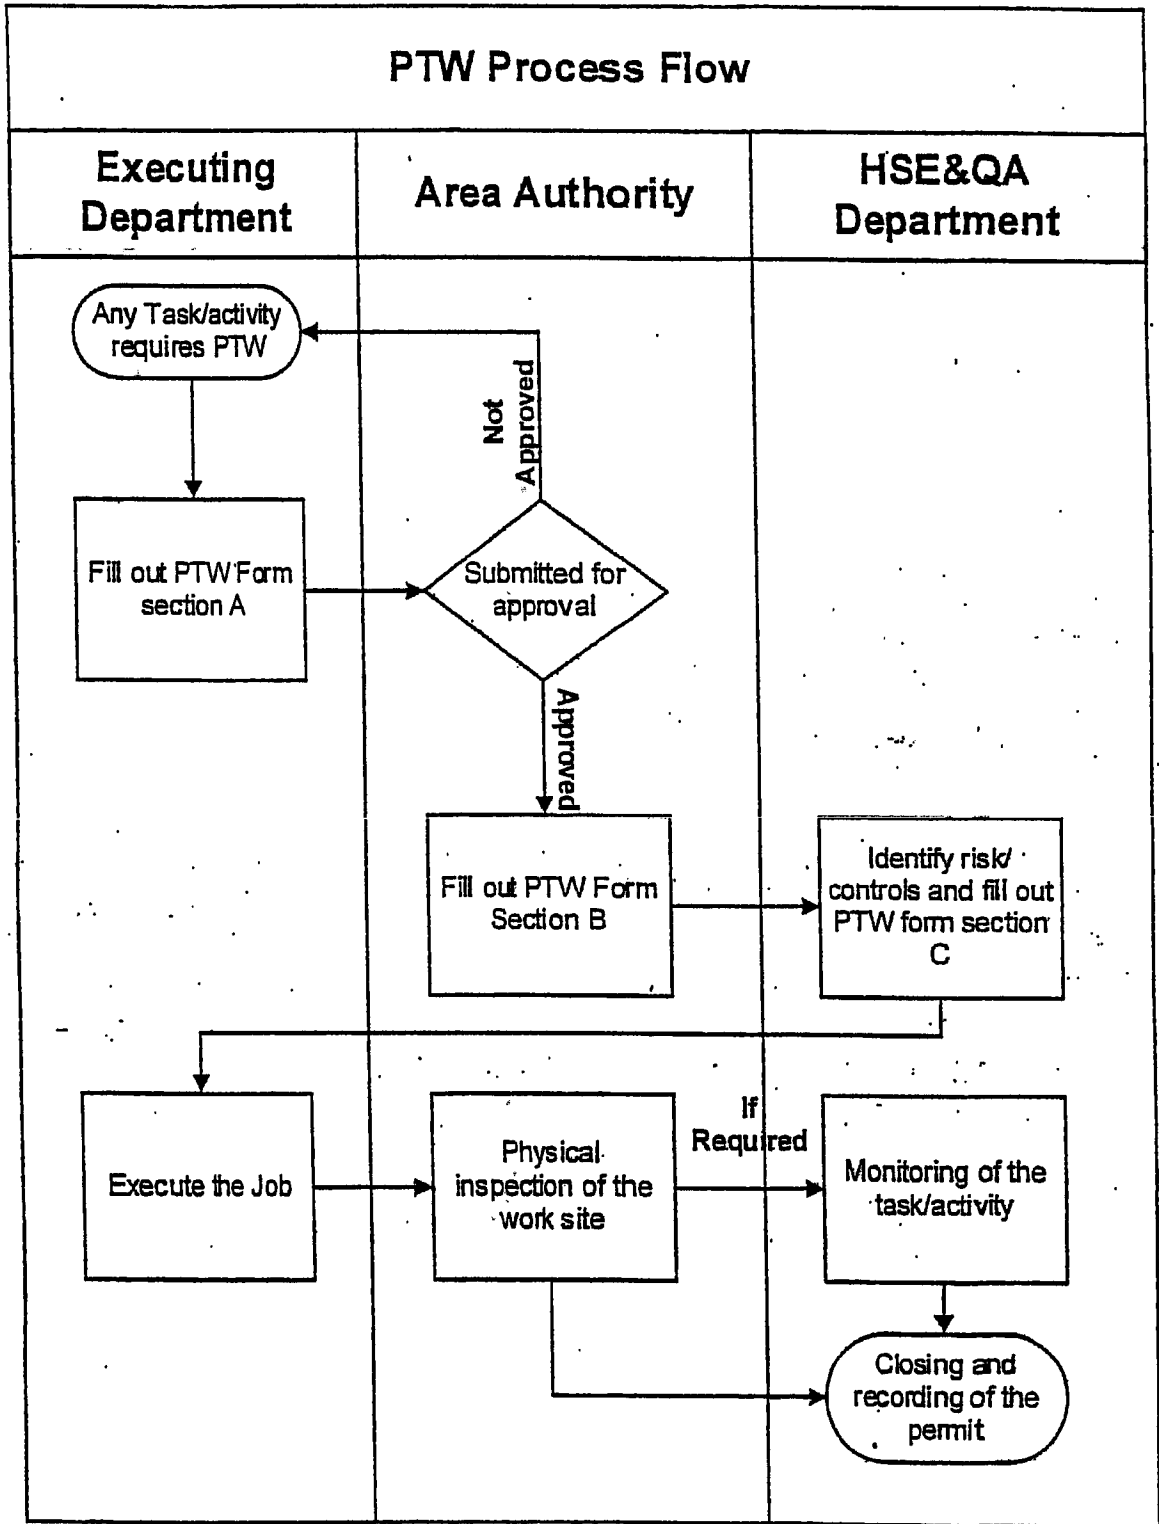 PTW Process Flow
Executing
Department
Area Authority
HSE&QA
Department
Any Task/activity
requires PTW
Not
Approved
Fill out PTW Form
section A
Submitted for
approval
Approved
Fill out PTW Form
Section B
Identify risk/
controls and fill out
PTW form section
C
Execute the Job
Physical
inspection of the
work site
If
Required
Monitoring of the
task/activity
Closing and
recording of the
permit